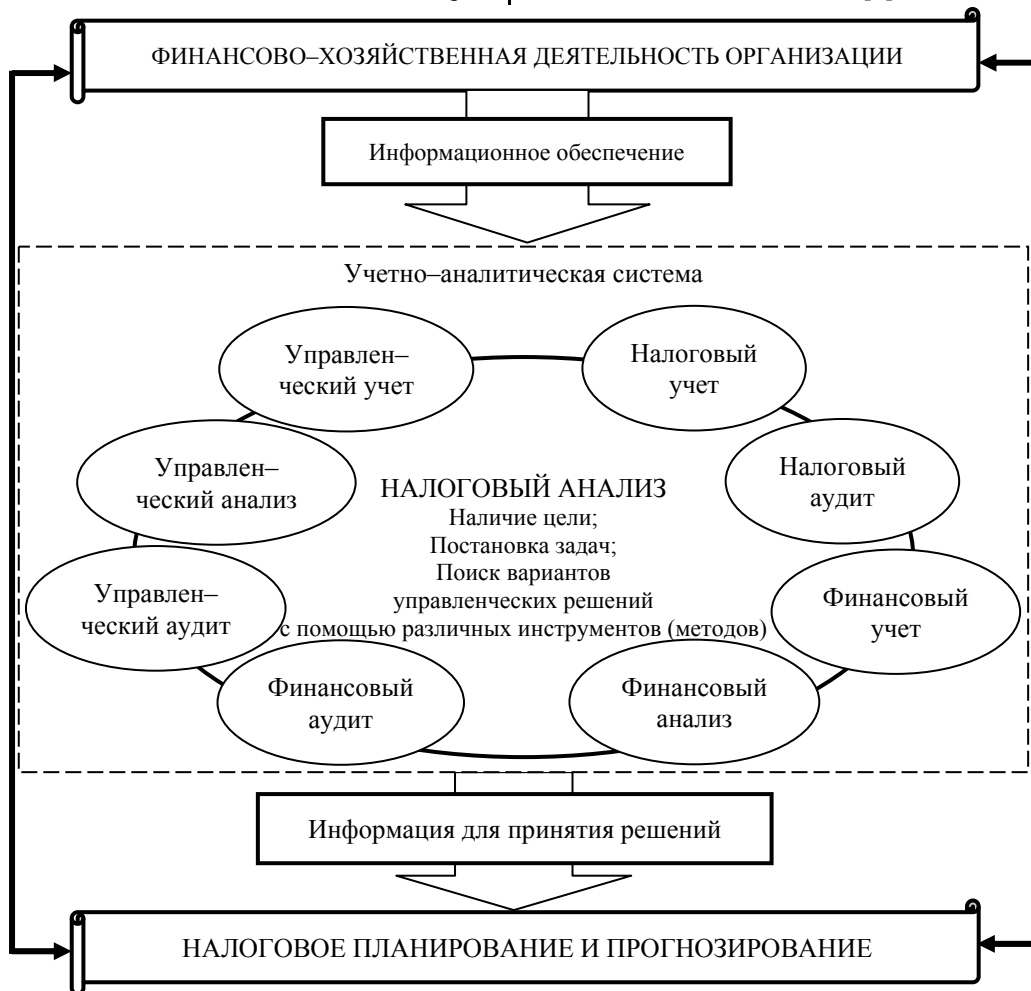 ФИНАНСОВО–ХОЗЯЙСТВЕННАЯ ДЕЯТЕЛЬНОСТЬ ОРГАНИЗАЦИИ
Информационное обеспечение
Учетно–аналитическая система
Управлен–
ческий учет
Налоговый
учет
Управлен–
ческий анализ
Налоговый
аудит
НАЛОГОВЫЙ АНАЛИЗ
Наличие цели;
Постановка задач;
Поиск вариантов
управленческих решений
с помощью различных инструментов (методов)
Управлен–
ческий аудит
Финансовый
учет
Финансовый
аудит
Финансовый
анализ
Информация для принятия решений
НАЛОГОВОЕ ПЛАНИРОВАНИЕ И ПРОГНОЗИРОВАНИЕ